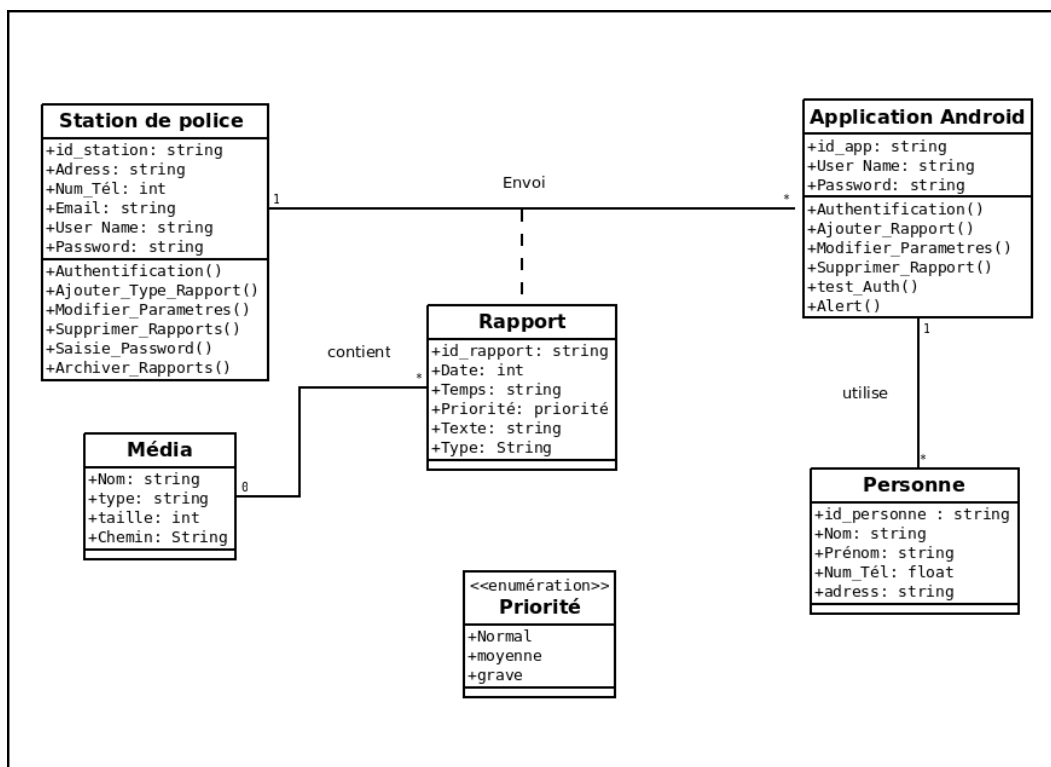 Station de police
+id_station: string
+Adress: string
+Num_Tél: int
+Email: string
+User Name: string
+Password: string
+Authentification()
+Ajouter_Type_Rapport()
+Modifier_Parametres()
+Supprimer_Rapports()
+Saisie_Password()
+Archiver_Rapports()
1
Envoi
*
Application Android
+id_app: string
+User Name: string
+Password: string
+Authentification()
+Ajouter_Rapport()
+Modifier_Parametres()
+Supprimer_Rapport()
+test_Auth()
+Alert()
Rapport
+id_rapport: string
+Date: int
+Temps: string
+Priorité: priorité
+Texte: string
+Type: String
contient
*
0
Média
+Nom: string
+type: string
+taille: int
+Chemin: String
1
utilise
*
Personne
+id_personne : string
+Nom: string
+Prénom: string
+Num_Tél: float
+adress: string
<<enumération>>
Priorité
+Normal
+moyenne
+grave